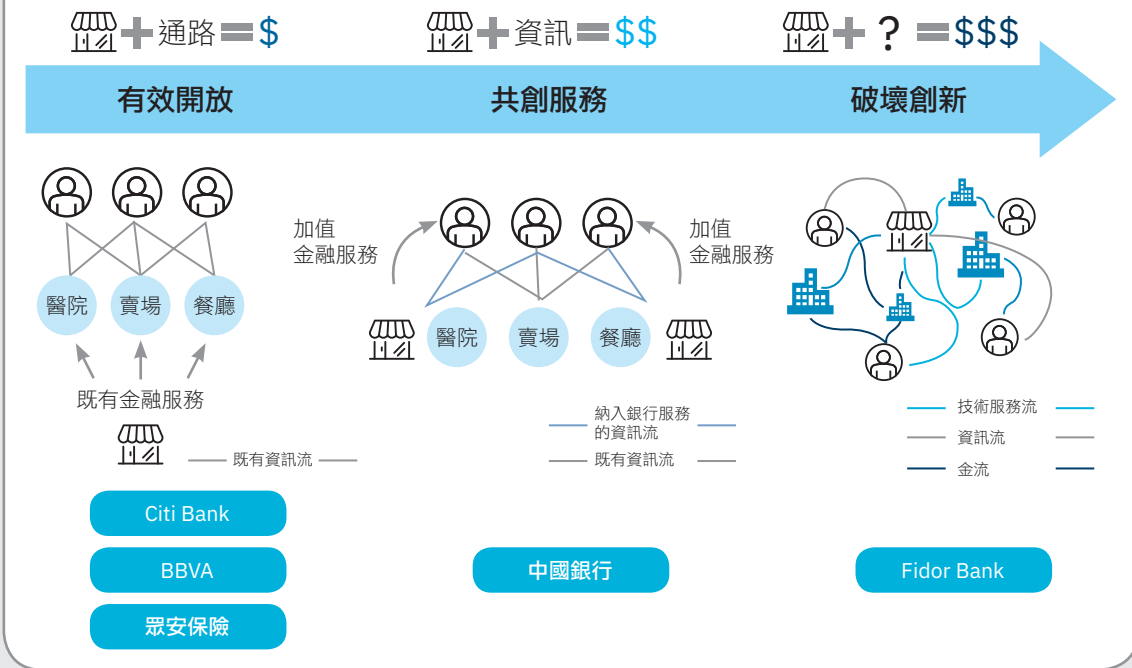 +通路=$
+資訊=$$
+?=$$$
有效開放
共創服務
破壞創新
醫院
賣場
餐廳
既有金融服務
既有資訊流
Citi Bank
BBVA
眾安保險
加值
金融服務
加值
金融服務
醫院
賣場
餐廳
納入銀行服務
的資訊流
既有資訊流
中國銀行
技術服務流
資訊流
金流
Fidor Bank